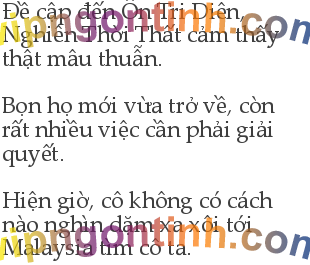 Đề cập đến Ôn Tri Diên,
Nghiễn Thời Thất cảm thấy
thật mâu thuẫn.
Bọn họ mới vừa trở về, còn
rất nhiều việc cần phải giải
quyết.
Hiện giờ, cô không có cách
nào nghìn dặm xa xôi tới
Malaysia tìm cô ta.